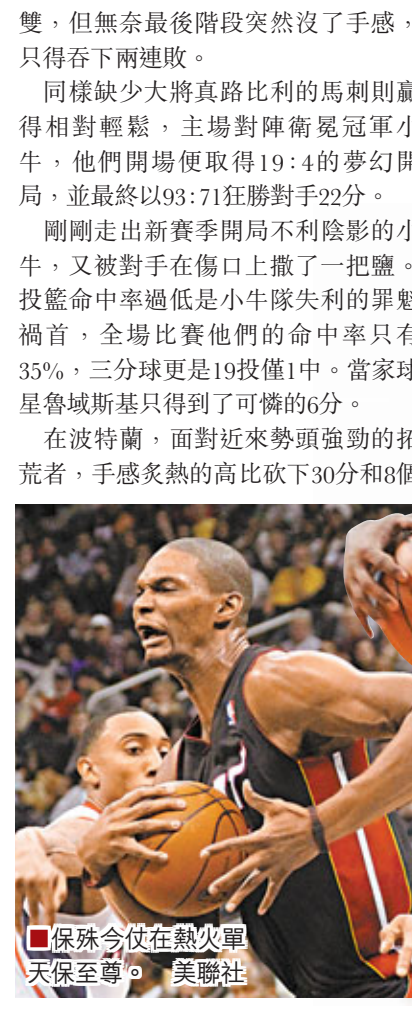 雙，但無奈最後階段突然沒了手感，
只得吞下兩連敗。
同樣缺少大將真路比利的馬刺則贏
得相對輕鬆，主場對陣衛冕冠軍小
牛，他們開場便取得19:4的夢幻開
局，並最終以93:71狂勝對手22分。
剛剛走出新賽季開局不利陰影的小
牛，又被對手在傷口上撒了一把鹽。
投籃命中率過低是小牛隊失利的罪魁
禍首，全場比賽他們的命中率只有
35%，三分球更是19投僅1中。當家球
星魯域斯基只得到了可憐的6分。
在波特蘭，面對近來勢頭強勁的拓
荒者，手感炙熱的高比砍下30分和8個
■保殊今仗在熱火單
天保至尊。 美聯社